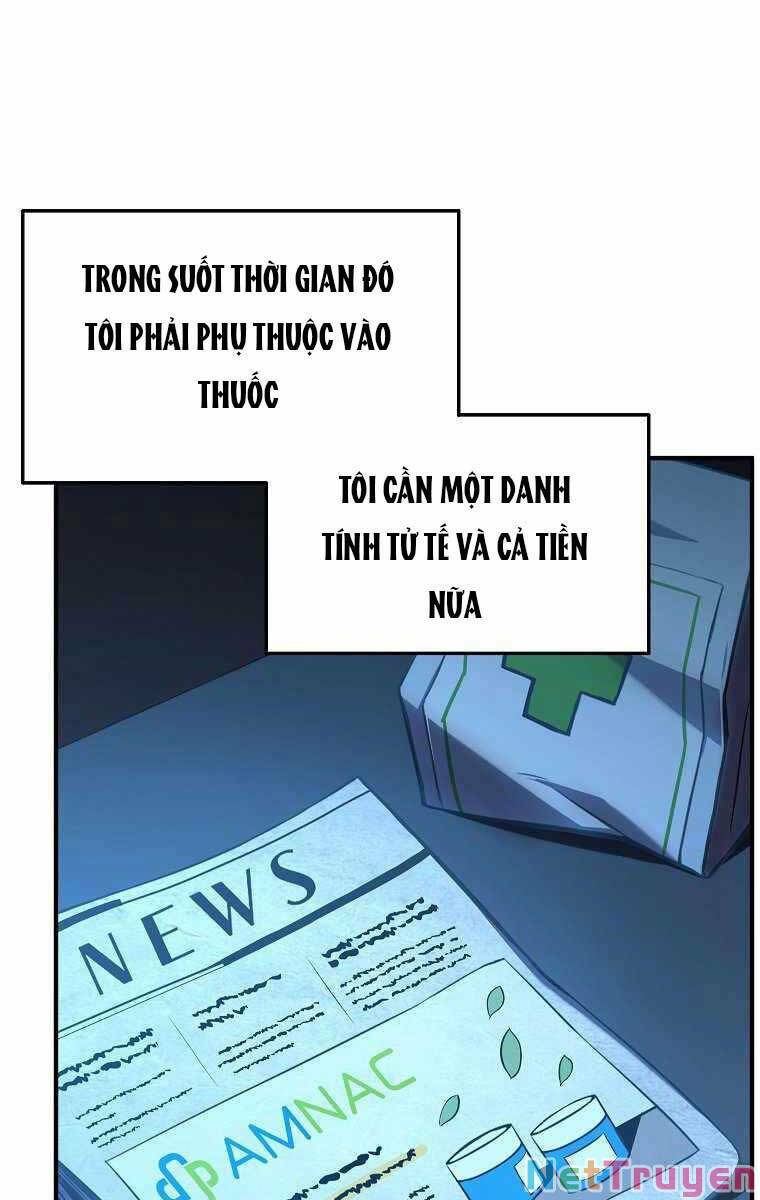 TRONG SUỐT THỜI GIAN ĐÓ
TÔI PHẢI PHỤ THUỘC VÀO
THUỐC
TÔI CẦN MỘT DANH
TÍNH TỬ TẾ VÀ CẢ TIỀN
NỮA
NEWS
AMNAC
NetTruyen